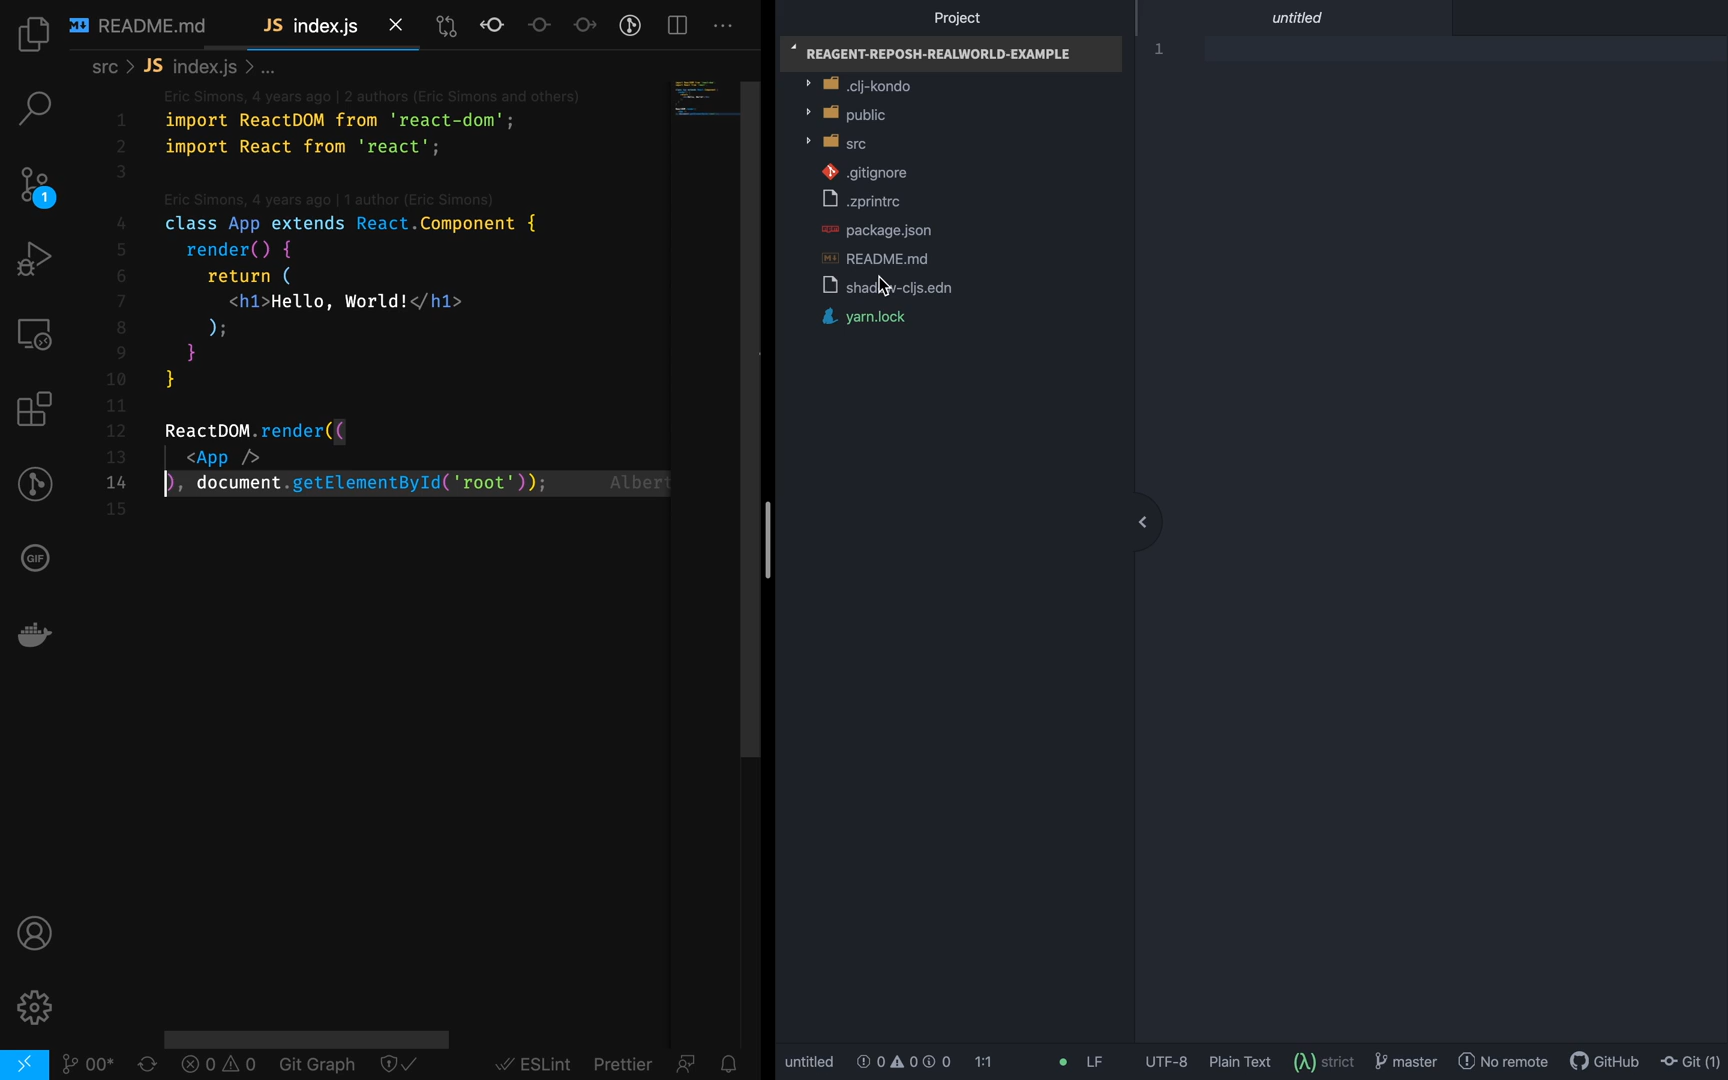 README.md
JS index.js
src > JS index.js > ...
Eric Simons, 4 years ago | 2 authors (Eric Simons and others)
1 import ReactDOM from 'react-dom';
2 import React from 'react';
3
Eric Simons, 4 years ago | 1 author (Eric Simons)
4 class App extends React.Component {
5 render() {
6 return (
7 <h1>Hello, World!</h1>
8 );
9 }
10 }
11
12 ReactDOM.render((
13 <App />
14 ), document.getElementById('root')); Albert
15
1
GIF
00* 0 0 Git Graph ESLint Prettier
Project
REAGENT-REPOSH-REALWORLD-EXAMPLE
.clj-kondo
public
src
.gitignore
.zprintrc
package.json
README.md
shadow-cljs.edn
yarn.lock
untitled
1
untitled 0 0 0 1:1 LF UTF-8 Plain Text (λ) strict master No remote GitHub Git (1)